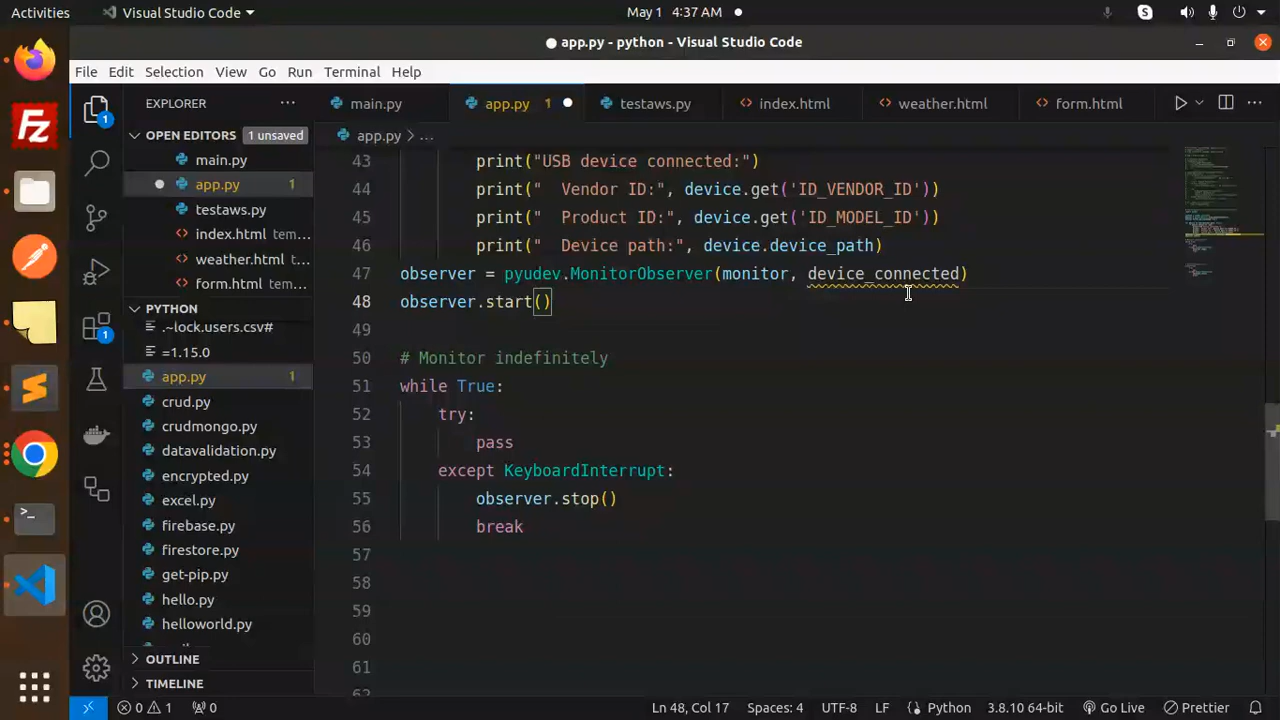 Activities
Visual Studio Code
May 1 4:37 AM
app.py - python - Visual Studio Code
File Edit Selection View Go Run Terminal Help
EXPLORER
main.py
app.py 1
testaws.py
index.html
weather.html
form.html
OPEN EDITORS 1 unsaved
app.py > ...
main.py
app.py 1
testaws.py
index.html tem...
weather.html te...
form.html tem...
PYTHON
.~lock.users.csv#
=1.15.0
app.py 1
crud.py
crudmongo.py
datavalidation.py
encrypted.py
excel.py
firebase.py
firestore.py
get-pip.py
hello.py
helloworld.py
OUTLINE
TIMELINE
43 print("USB device connected:")
44 print("  Vendor ID:", device.get('ID_VENDOR_ID'))
45 print("  Product ID:", device.get('ID_MODEL_ID'))
46 print("  Device path:", device.device_path)
47 observer = pyudev.MonitorObserver(monitor, device_connected)
48 observer.start()
49
50 # Monitor indefinitely
51 while True:
52 try:
53 pass
54 except KeyboardInterrupt:
55 observer.stop()
56 break
57
58
59
60
61
62
0 1 0
Ln 48, Col 17 Spaces: 4 UTF-8 LF Python 3.8.10 64-bit Go Live Prettier